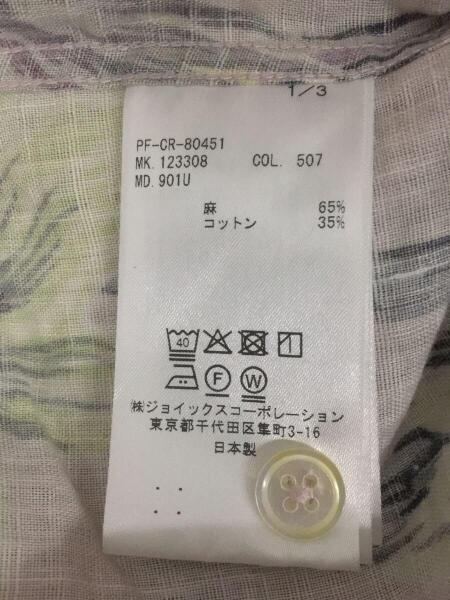 1/3
PF-CR-80451
MK. 123308 COL. 507
MD. 901U
麻 65%
コットン 35%
40
F W
㈱ジョイックスコーポレーション
東京都千代田区隼町3-16
日本製